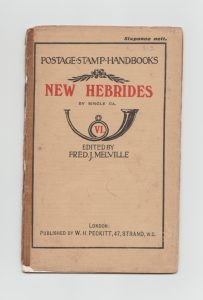 Sixpence nett.
POSTAGE·STAMP·HANDBOOKS
NEW HEBRIDES
BY SINGLE CA.
VI.
EDITED BY
FRED. J. MELVILLE
LONDON:
PUBLISHED BY W. H. PECKITT, 47, STRAND, W.C.